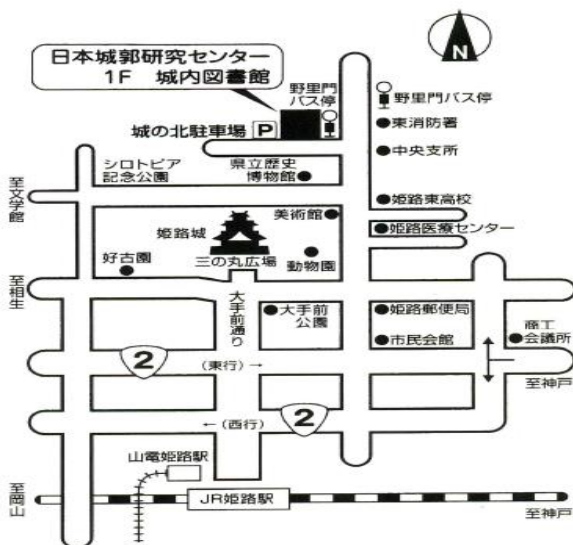 日本城郭研究センター
1F 城内図書館
N
野里門
バス停
野里門バス停
城の北駐車場
P
東消防署
中央支所
シロトピア
記念公園
県立歴史
博物館
至文学館
姫路東高校
美術館
姫路城
姫路医療センター
好古園
三の丸広場
動物園
至相生
大手前通り
大手前
公園
姫路郵便局
市民会館
商工
会議所
2
(東行)→
至神戸
←(西行)
2
山電姫路駅
至岡山
JR姫路駅
至神戸